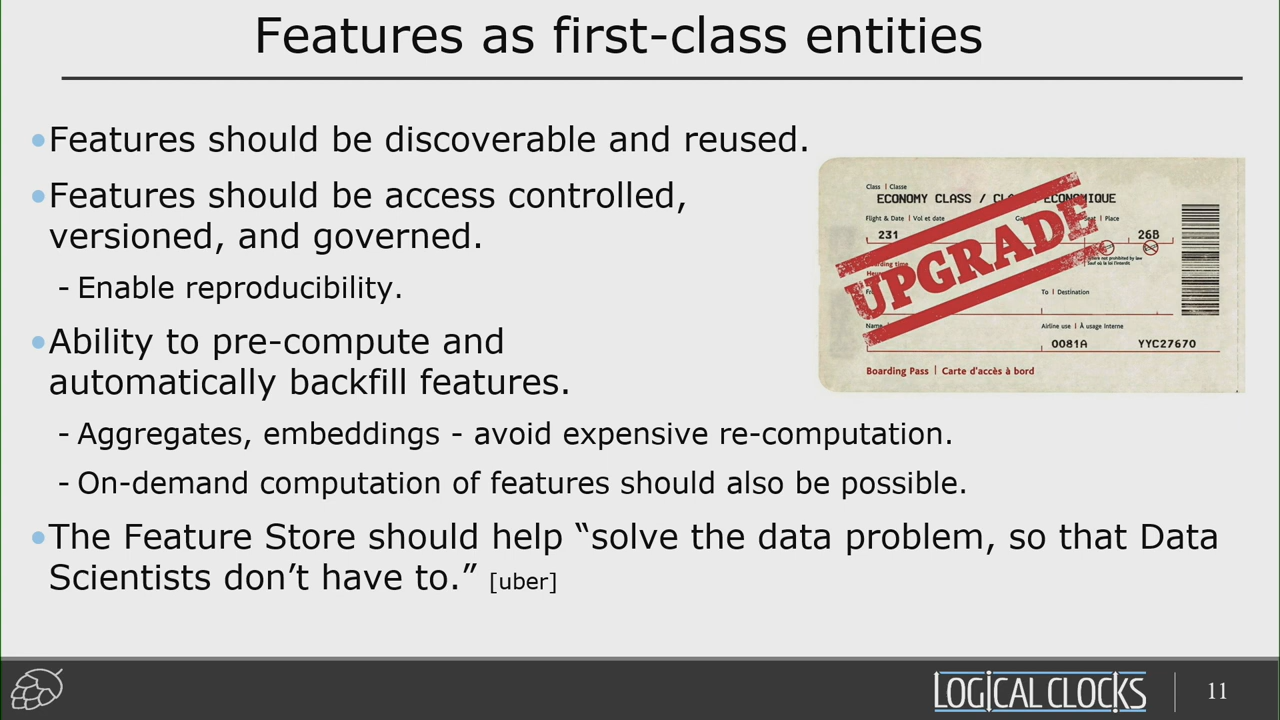 Features as first-class entities
•Features should be discoverable and reused.
•Features should be access controlled,
versioned, and governed.
- Enable reproducibility.
•Ability to pre-compute and
automatically backfill features.
- Aggregates, embeddings - avoid expensive re-computation.
- On-demand computation of features should also be possible.
•The Feature Store should help “solve the data problem, so that Data
Scientists don’t have to.” [uber]
Class | Classe
ECONOMY CLASS / ECONOMIQUE
Flight & Date | Vol et date
Seat | Place
231
26B
UPGRADE
To | Destination
Name
Airline use | À usage interne
0081A
YYC27670
Boarding Pass | Carte d'accès à bord
LOGICAL CLOCKS
11